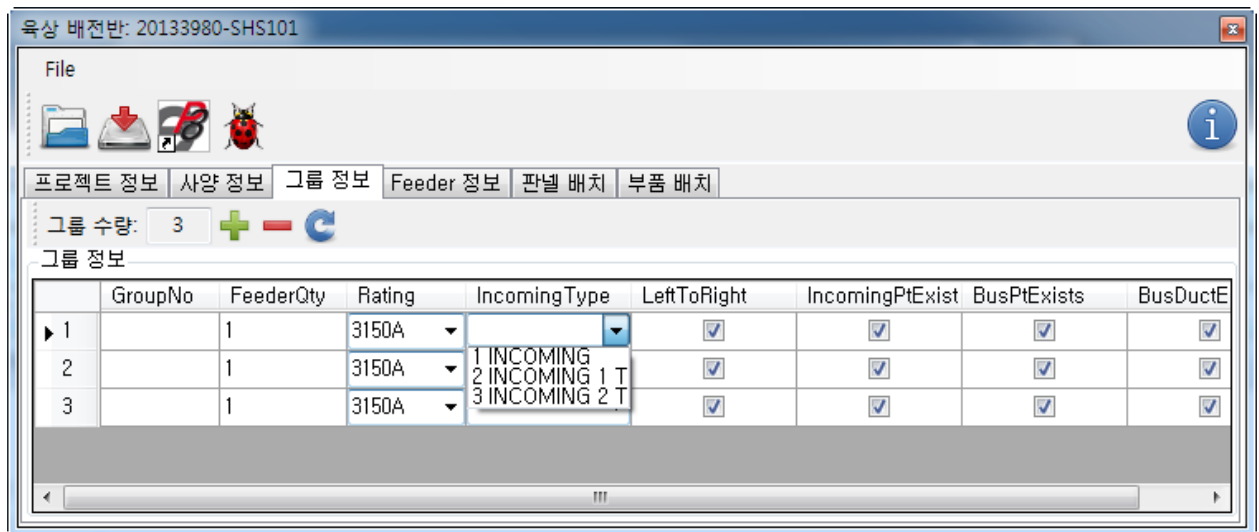 육상 배전반: 20133980-SHS101
File
프로젝트 정보 사양 정보 그룹 정보 Feeder 정보 판넬 배치 부품 배치
그룹 수량: 3
그룹 정보
GroupNo FeederQty Rating IncomingType LeftToRight IncomingPtExist BusPtExists BusDuctE
1 1 3150A
1 INCOMING
2 1 3150A 2 INCOMING 1 T
3 INCOMING 2 T
3 1 3150A